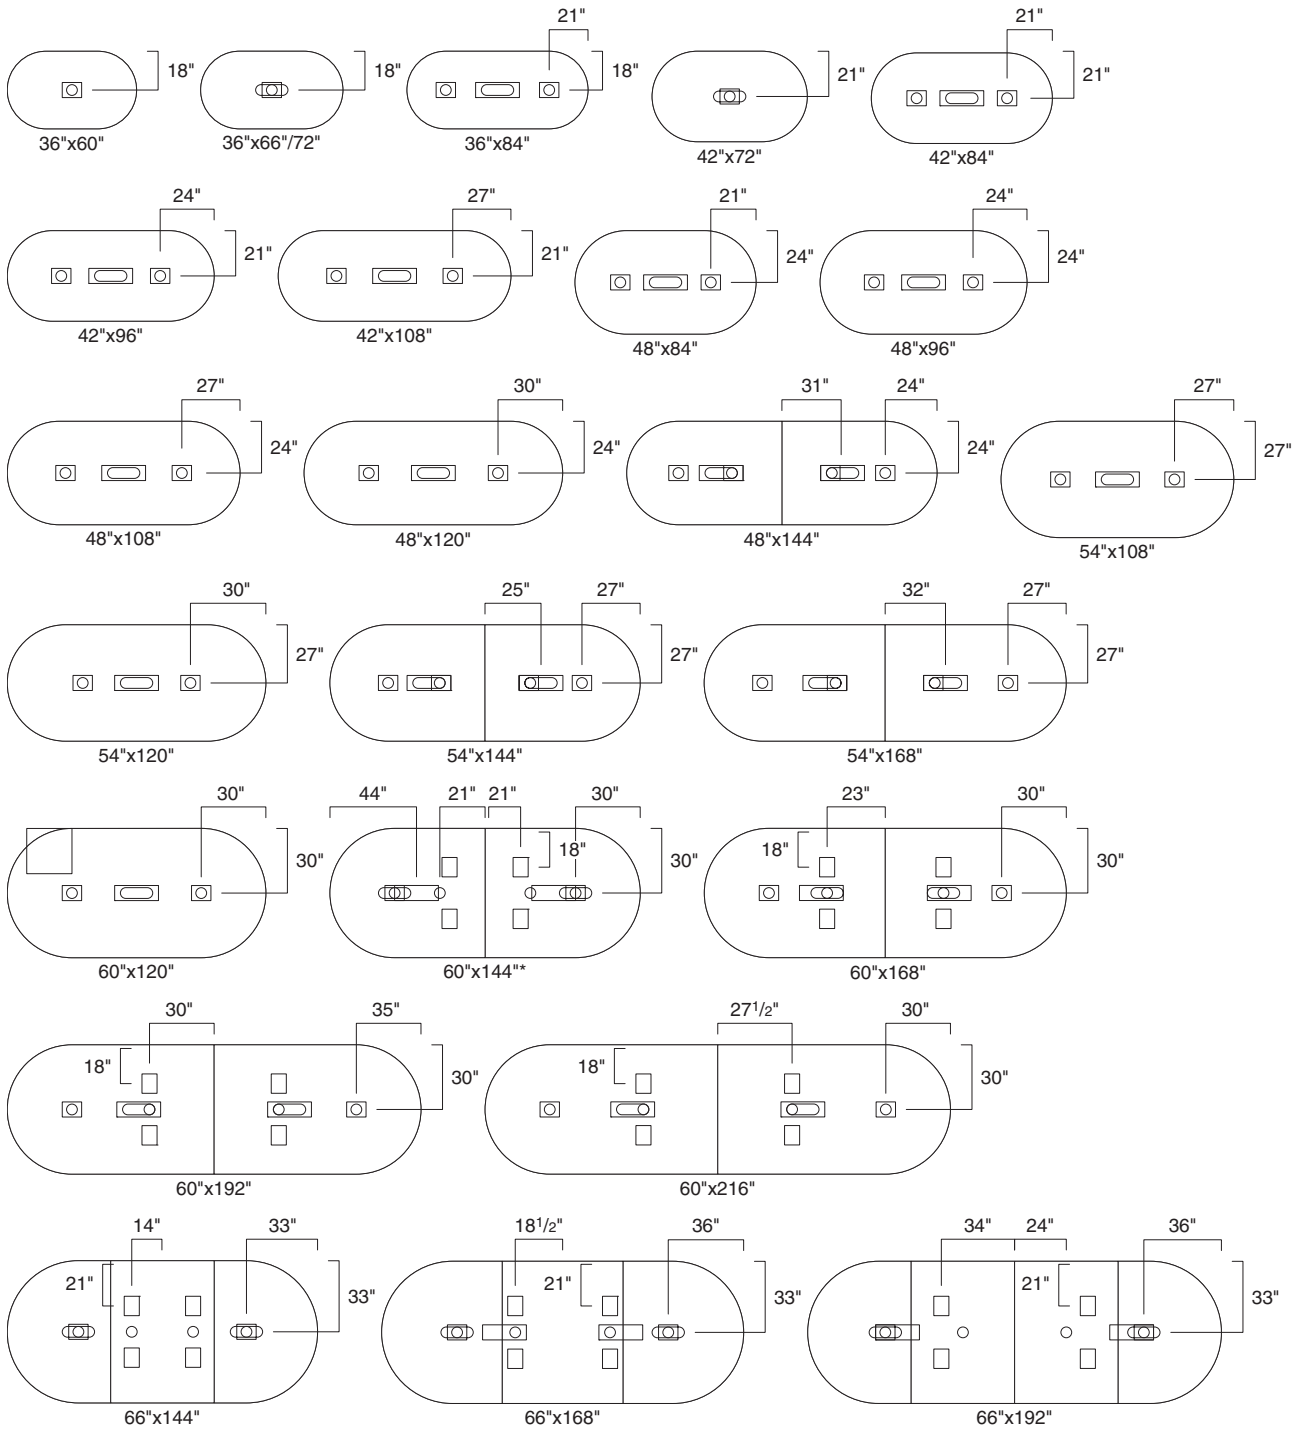 21"
21"
18"
18"
18"
21"
21"
36"x60"
36"x66"/72"
36"x84"
42"x72"
42"x84"
24"
27"
21"
24"
21"
21"
24"
24"
42"x96"
42"x108"
48"x84"
48"x96"
27"
30"
31"
24"
27"
24"
24"
24"
27"
48"x108"
48"x120"
48"x144"
54"x108"
30"
25"
27"
32"
27"
27"
27"
27"
54"x120"
54"x144"
54"x168"
30"
44"
21"
21"
30"
23"
30"
30"
18"
30"
18"
30"
60"x120"
60"x144"*
60"x168"
30"
35"
27 1/2"
30"
18"
30"
18"
30"
60"x192"
60"x216"
14"
33"
18 1/2"
36"
34"
24"
36"
21"
33"
21"
33"
21"
33"
66"x144"
66"x168"
66"x192"